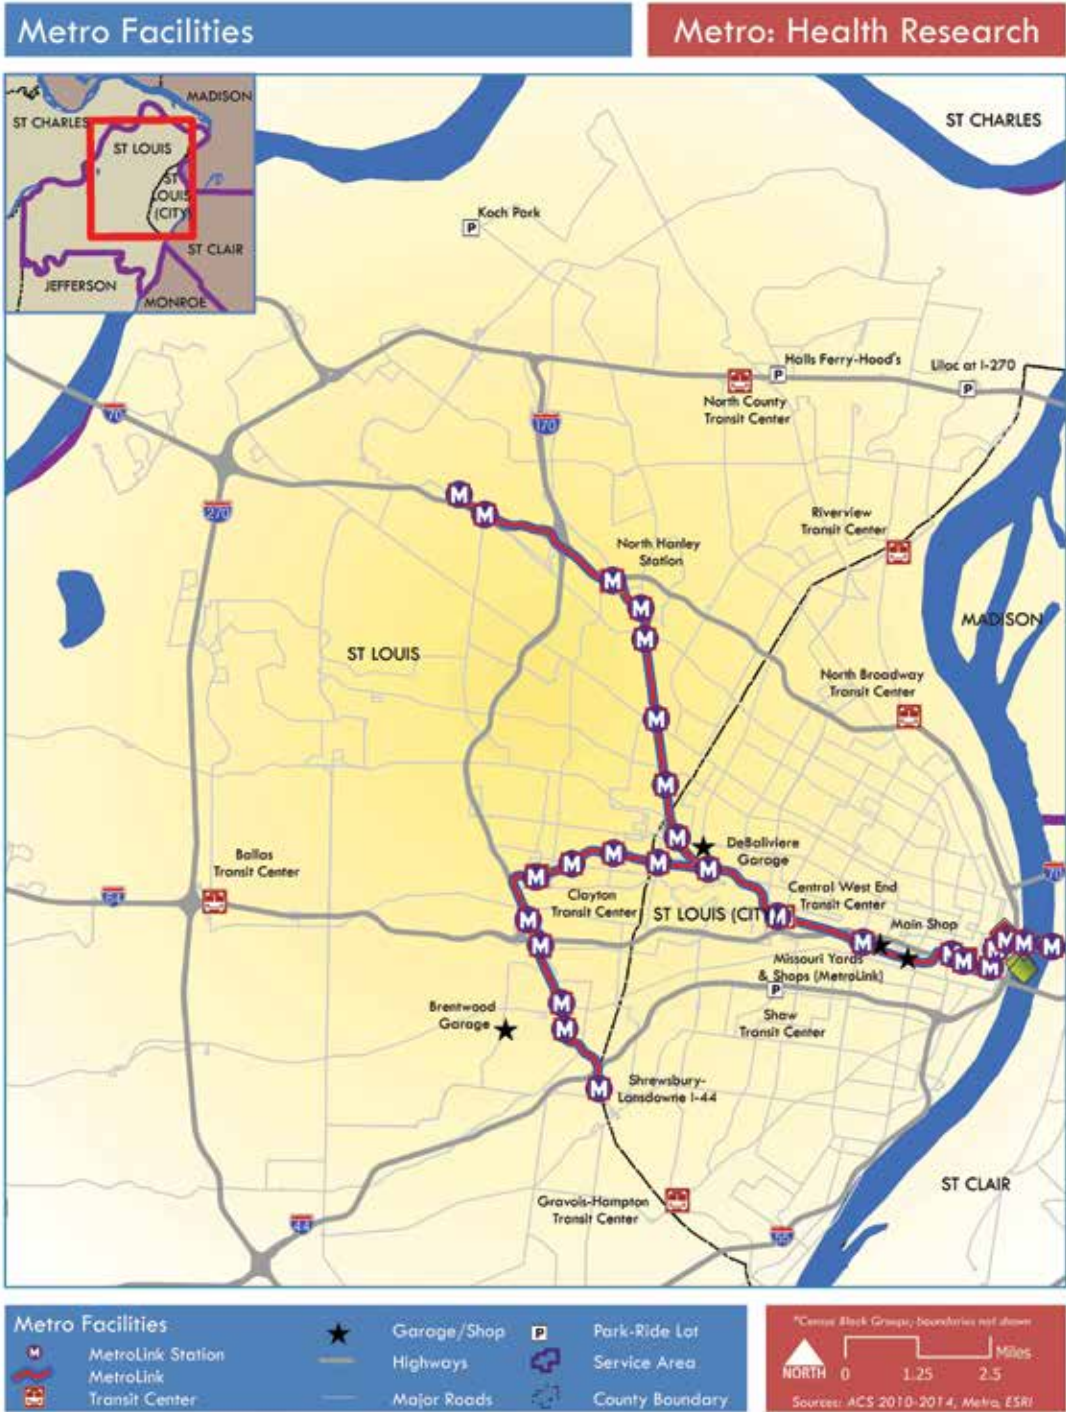 Metro Facilities
Metro: Health Research
MADISON
ST CHARLES
ST LOUIS
ST
LOUIS
(CITY)
ST CLAIR
JEFFERSON
MONROE
ST CHARLES
Koch Park
Halls Ferry-Hood's
Lilac at I-270
North County
Transit Center
70
170
270
Riverview
Transit Center
North Hanley
Station
MADISON
ST LOUIS
North Broadway
Transit Center
DeBaliviere
Garage
Ballas
Transit Center
64
70
Clayton
Transit Center
Central West End
Transit Center
ST LOUIS (CITY)
Main Shop
Missouri Yards
& Shops (MetroLink)
Brentwood
Garage
Shaw
Transit Center
Shrewsbury-
Lansdowne I-44
ST CLAIR
Gravois-Hampton
Transit Center
44
55
Metro Facilities
MetroLink Station
MetroLink
Transit Center
Garage/Shop
Highways
Major Roads
P Park-Ride Lot
Service Area
County Boundary
*Census Block Groups; boundaries not shown
NORTH
Miles
0 1.25 2.5
Sources: ACS 2010-2014, Metro, ESRI